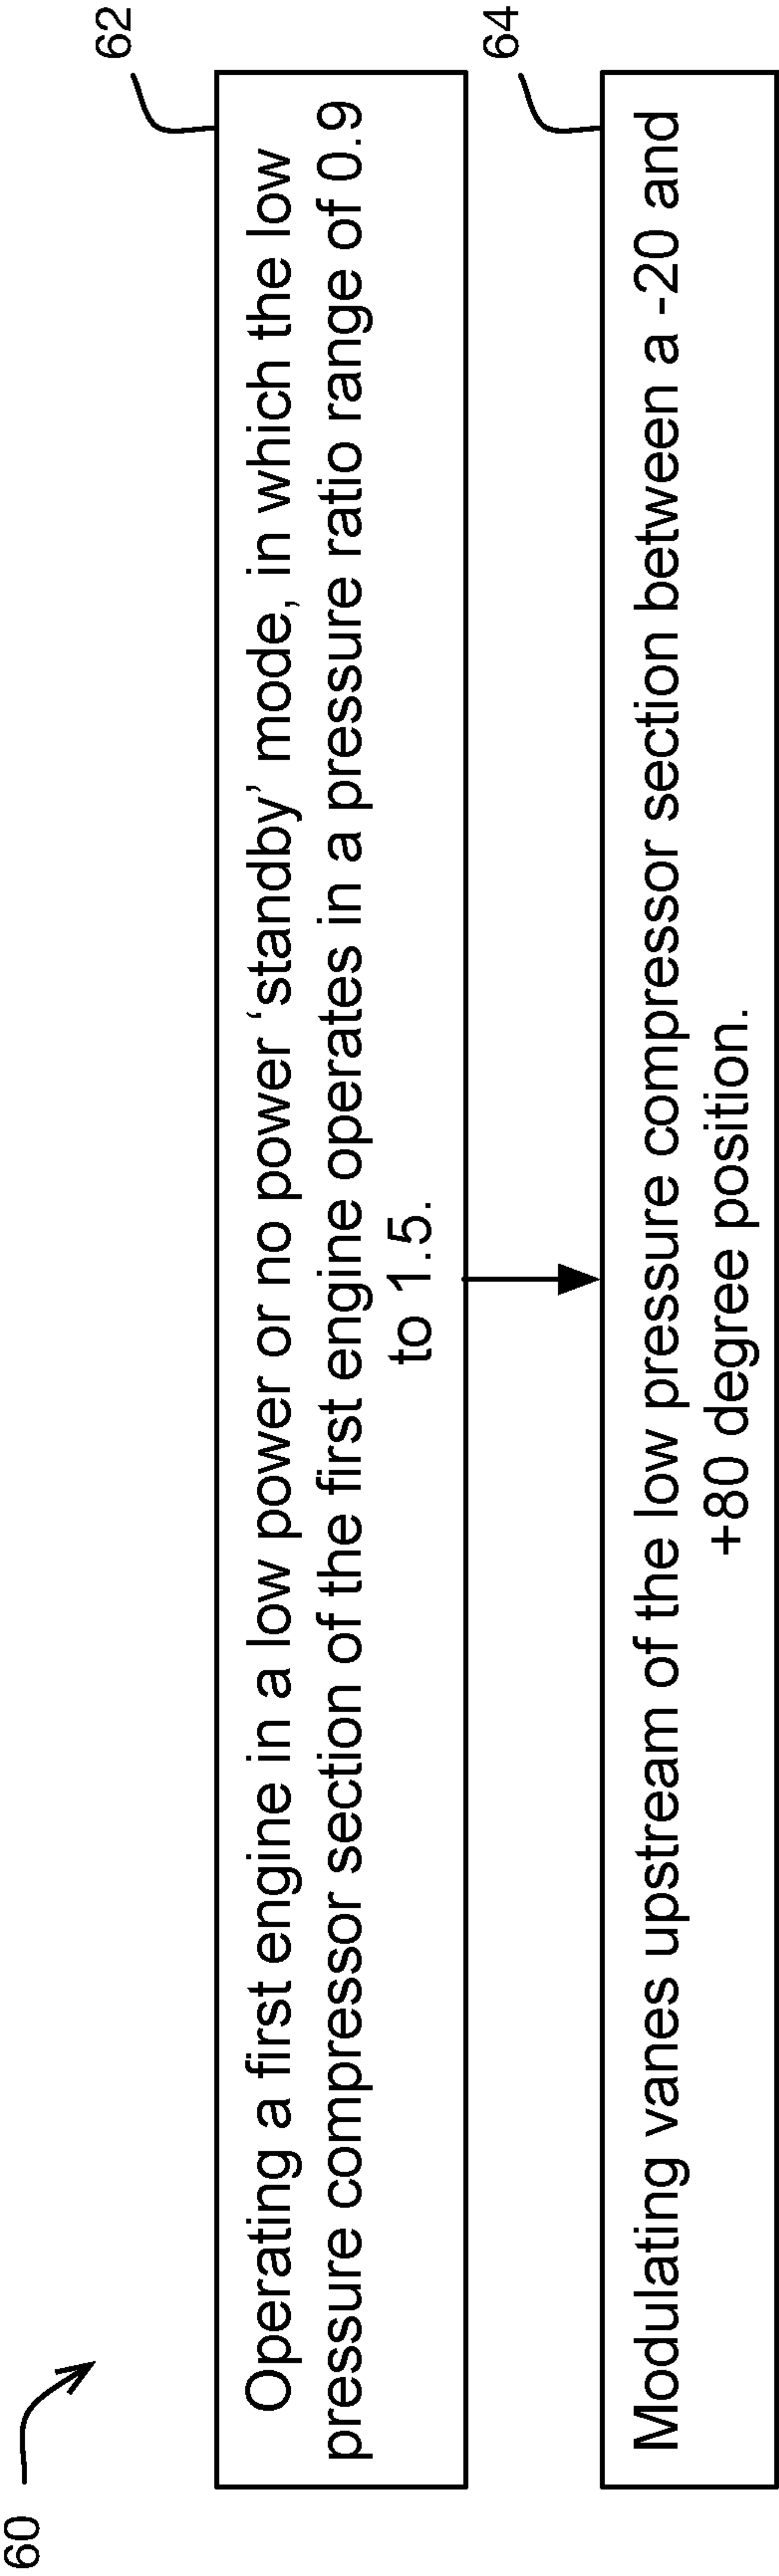 60
62
Operating a first engine in a low power or no power ‘standby’ mode, in which the low
pressure compressor section of the first engine operates in a pressure ratio range of 0.9
to 1.5.
64
Modulating vanes upstream of the low pressure compressor section between a -20 and
+80 degree position.